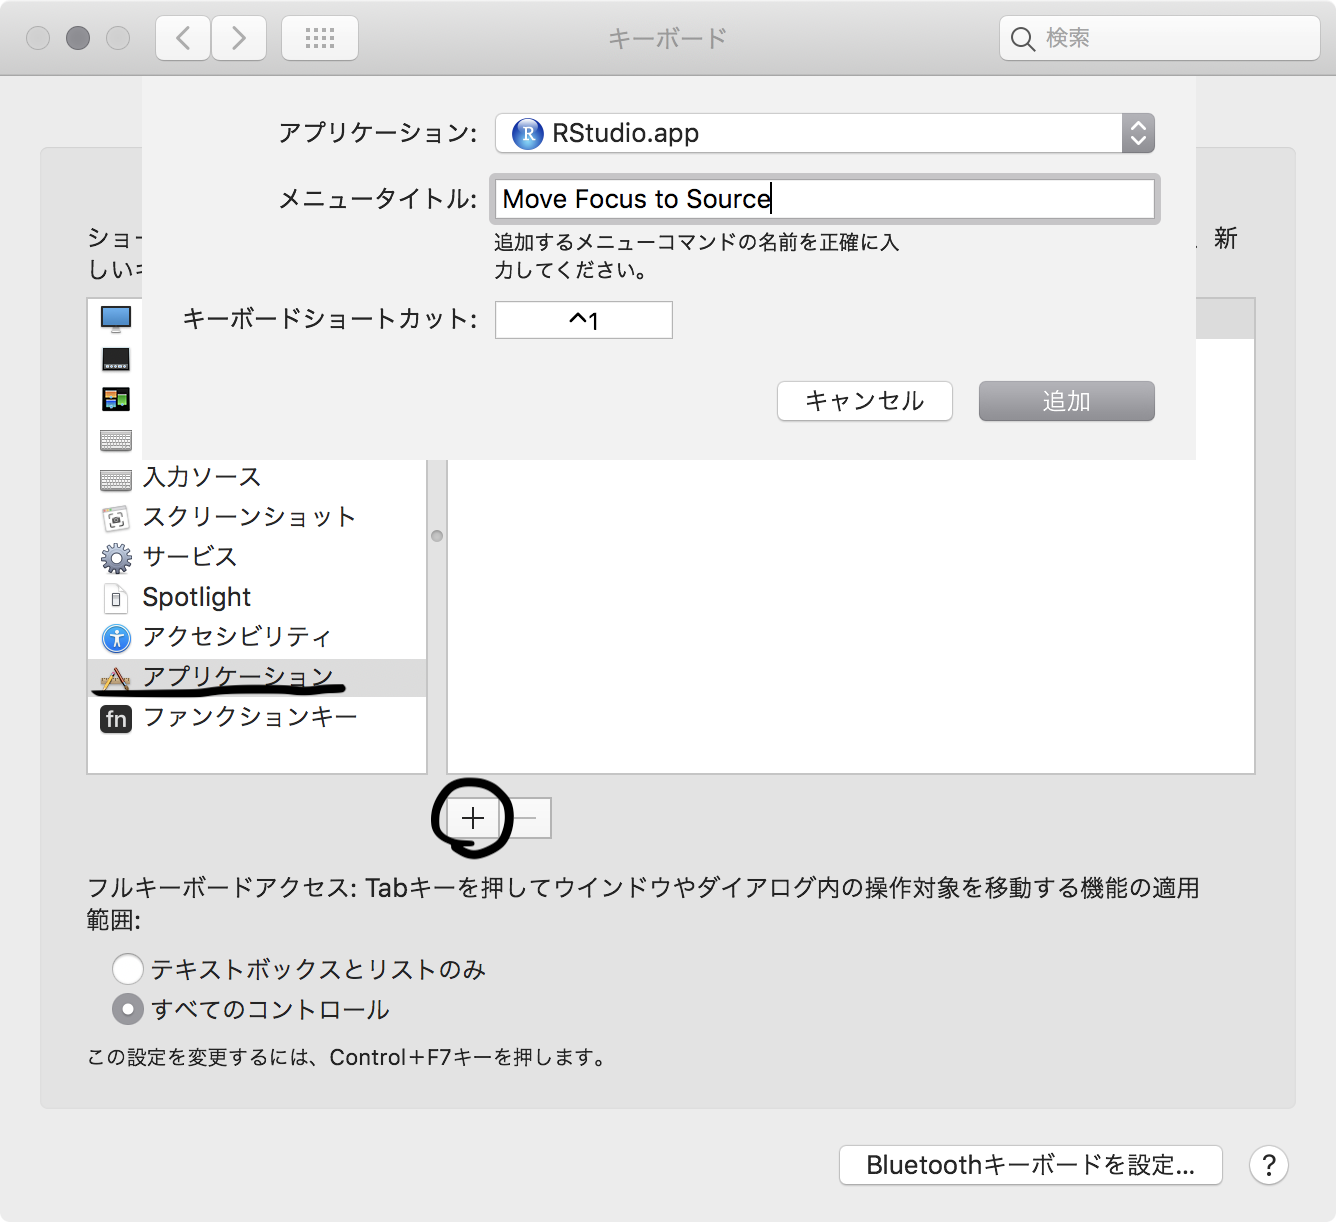 キーボード
検索
アプリケーション:
R RStudio.app
メニュータイトル:
Move Focus to Source
追加するメニューコマンドの名前を正確に入
力してください。
キーボードショートカット:
^1
キャンセル
追加
ショー
、新
しいキ
入力ソース
スクリーンショット
サービス
Spotlight
アクセシビリティ
アプリケーション
fn ファンクションキー
+ −
フルキーボードアクセス: Tabキーを押してウインドウやダイアログ内の操作対象を移動する機能の適用
範囲:
テキストボックスとリストのみ
すべてのコントロール
この設定を変更するには、Control+F7キーを押します。
Bluetoothキーボードを設定...
?